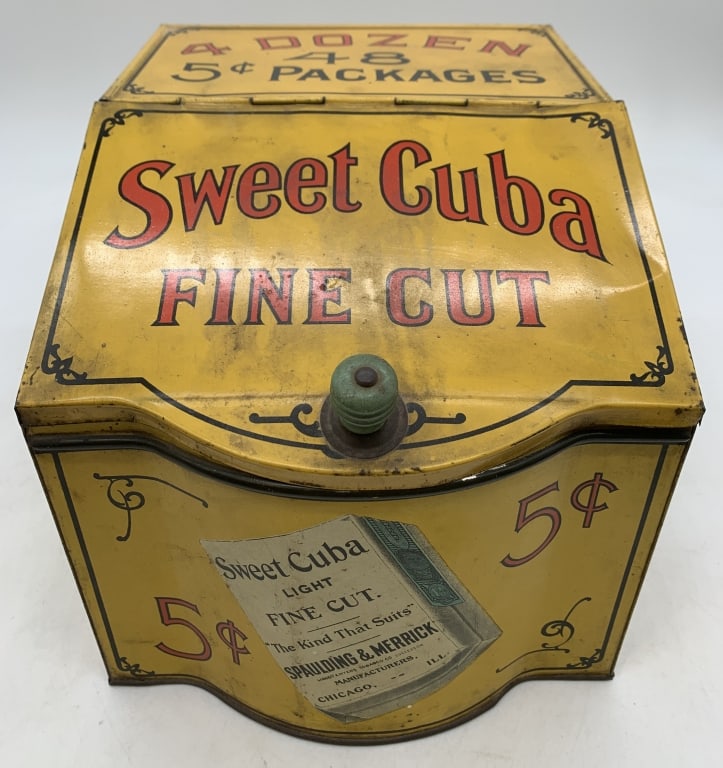 4 DOZEN
48
5¢ PACKAGES
Sweet Cuba
FINE CUT
5¢
5¢
Sweet Cuba
LIGHT
FINE CUT.
"The Kind That Suits"
SPAULDING & MERRICK
MANUFACTURERS.
CHICAGO. -- ILL.